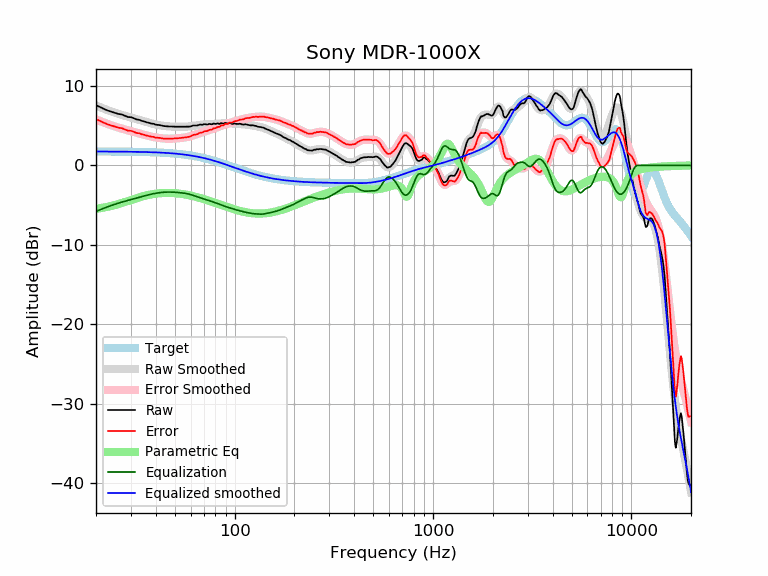 Sony MDR-1000X
Amplitude (dBr)
10
0
−10
−20
−30
−40
Target
Raw Smoothed
Error Smoothed
Raw
Error
Parametric Eq
Equalization
Equalized smoothed
100
1000
10000
Frequency (Hz)